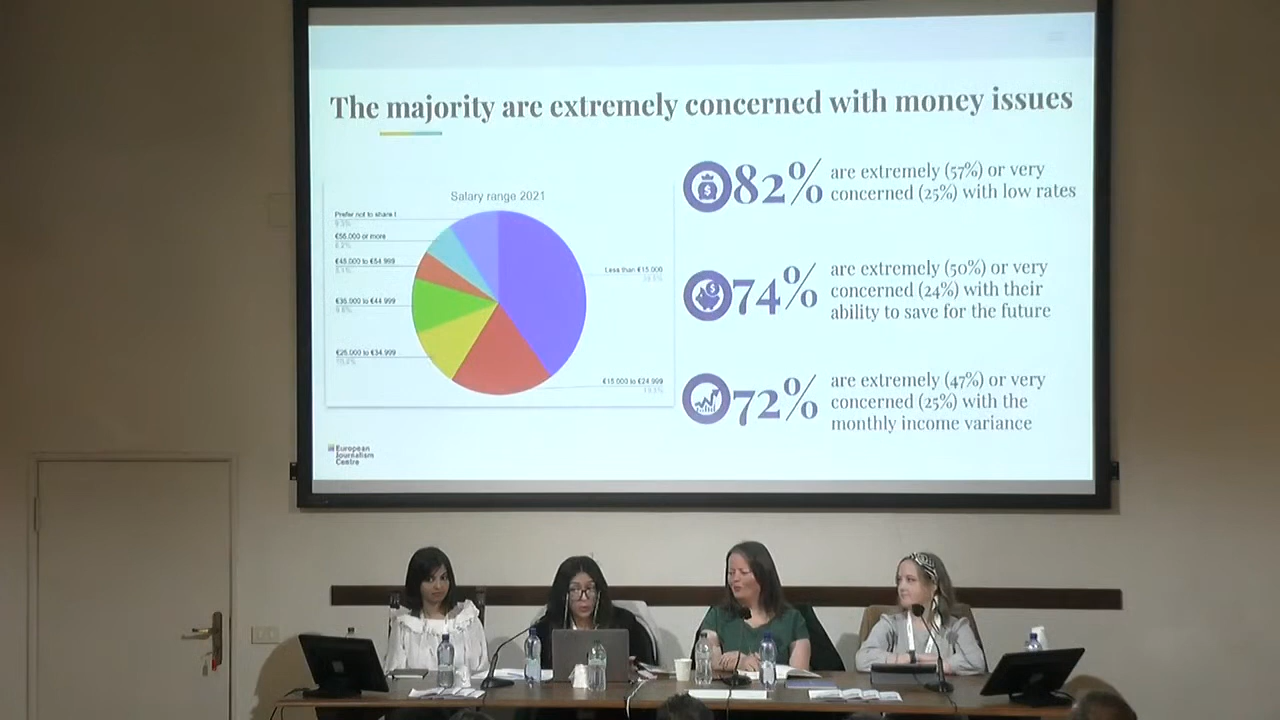 The majority are extremely concerned with money issues
Salary range 2021
Prefer not to share
€55.000 or more
€45.000 to €54.999
€35.000 to €44.999
€25.000 to €34.999
Less than €15.000
€15.000 to €24.999
82%
are extremely (57%) or very
concerned (25%) with low rates
74%
are extremely (50%) or very
concerned (24%) with their
ability to save for the future
72%
are extremely (47%) or very
concerned (25%) with the
monthly income variance
European
Journalism
Centre